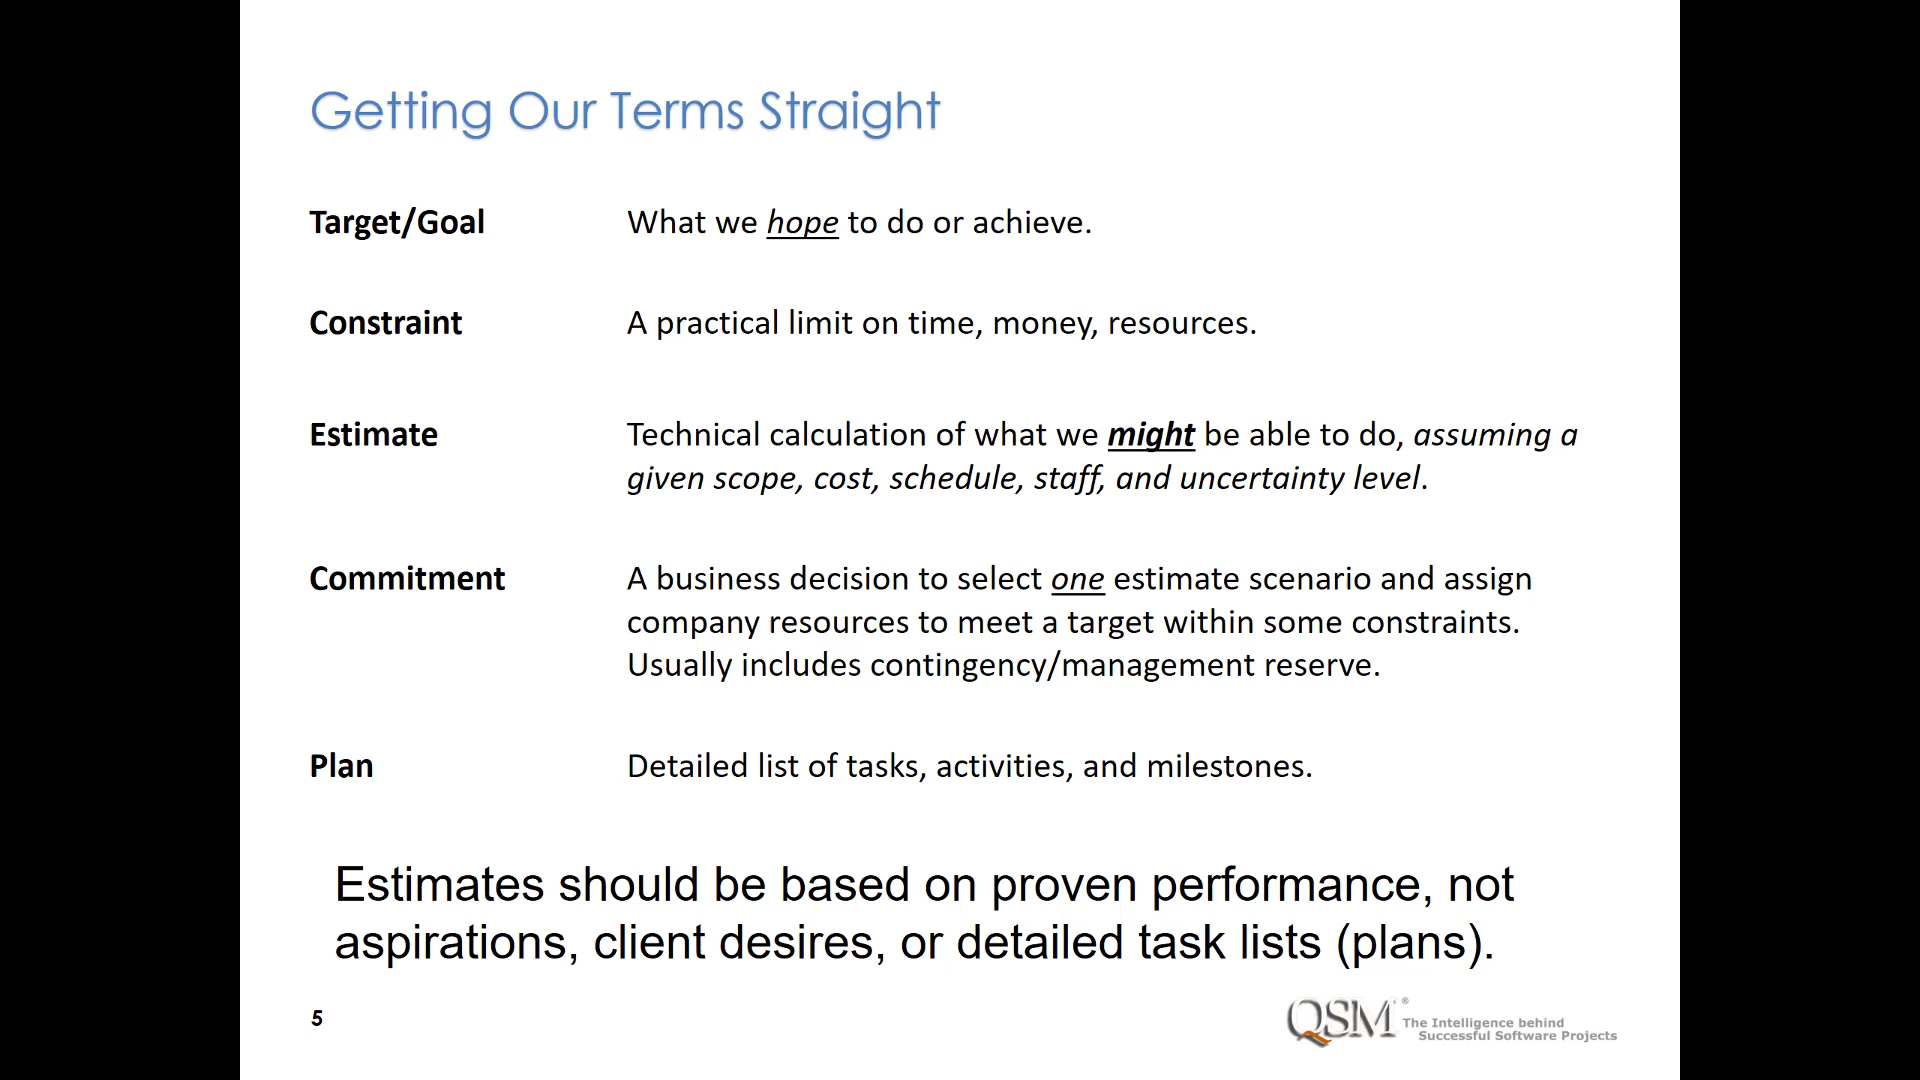 Getting Our Terms Straight
Target/Goal What we hope to do or achieve.
Constraint A practical limit on time, money, resources.
Estimate Technical calculation of what we might be able to do, assuming a
given scope, cost, schedule, staff, and uncertainty level.
Commitment A business decision to select one estimate scenario and assign
company resources to meet a target within some constraints.
Usually includes contingency/management reserve.
Plan Detailed list of tasks, activities, and milestones.
Estimates should be based on proven performance, not
aspirations, client desires, or detailed task lists (plans).
5
QSM® The Intelligence behind
Successful Software Projects